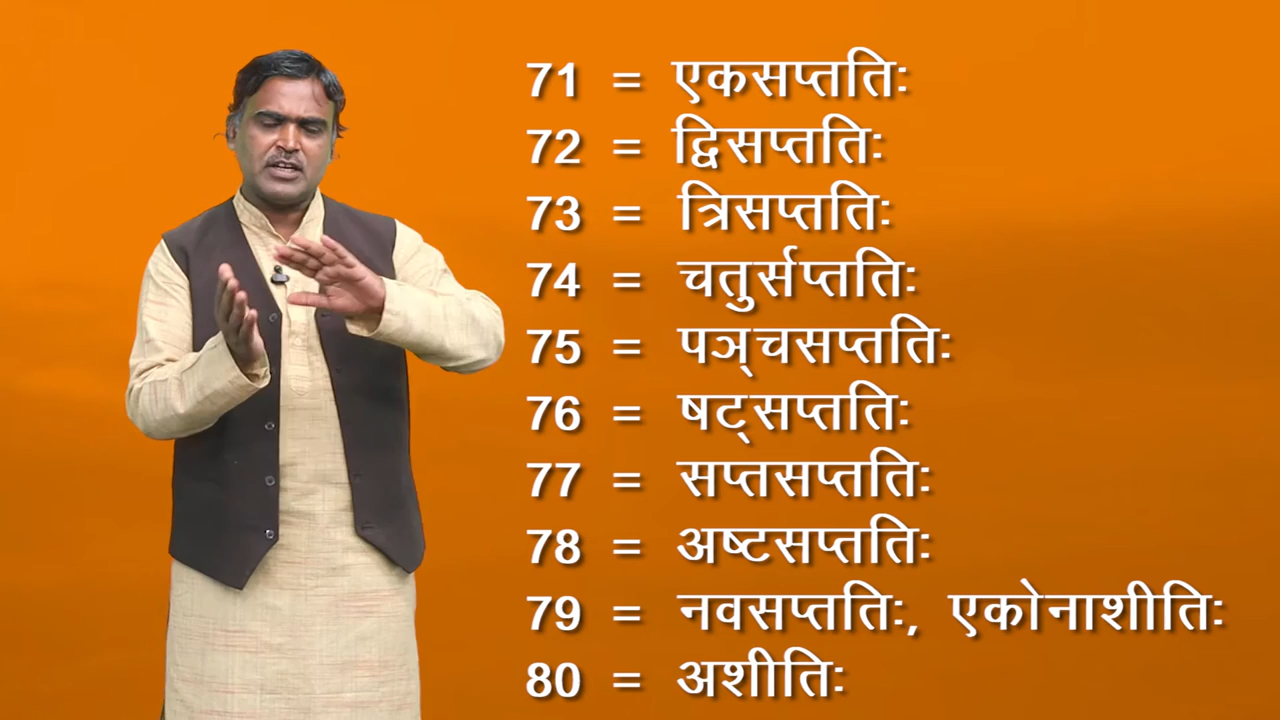 71 = एकसप्ततिः
72 = द्विसप्ततिः
73 = त्रिसप्ततिः
74 = चतुर्सप्ततिः
75 = पञ्चसप्ततिः
76 = षट्सप्ततिः
77 = सप्तसप्ततिः
78 = अष्टसप्ततिः
79 = नवसप्ततिः, एकोनाशीतिः
80 = अशीतिः